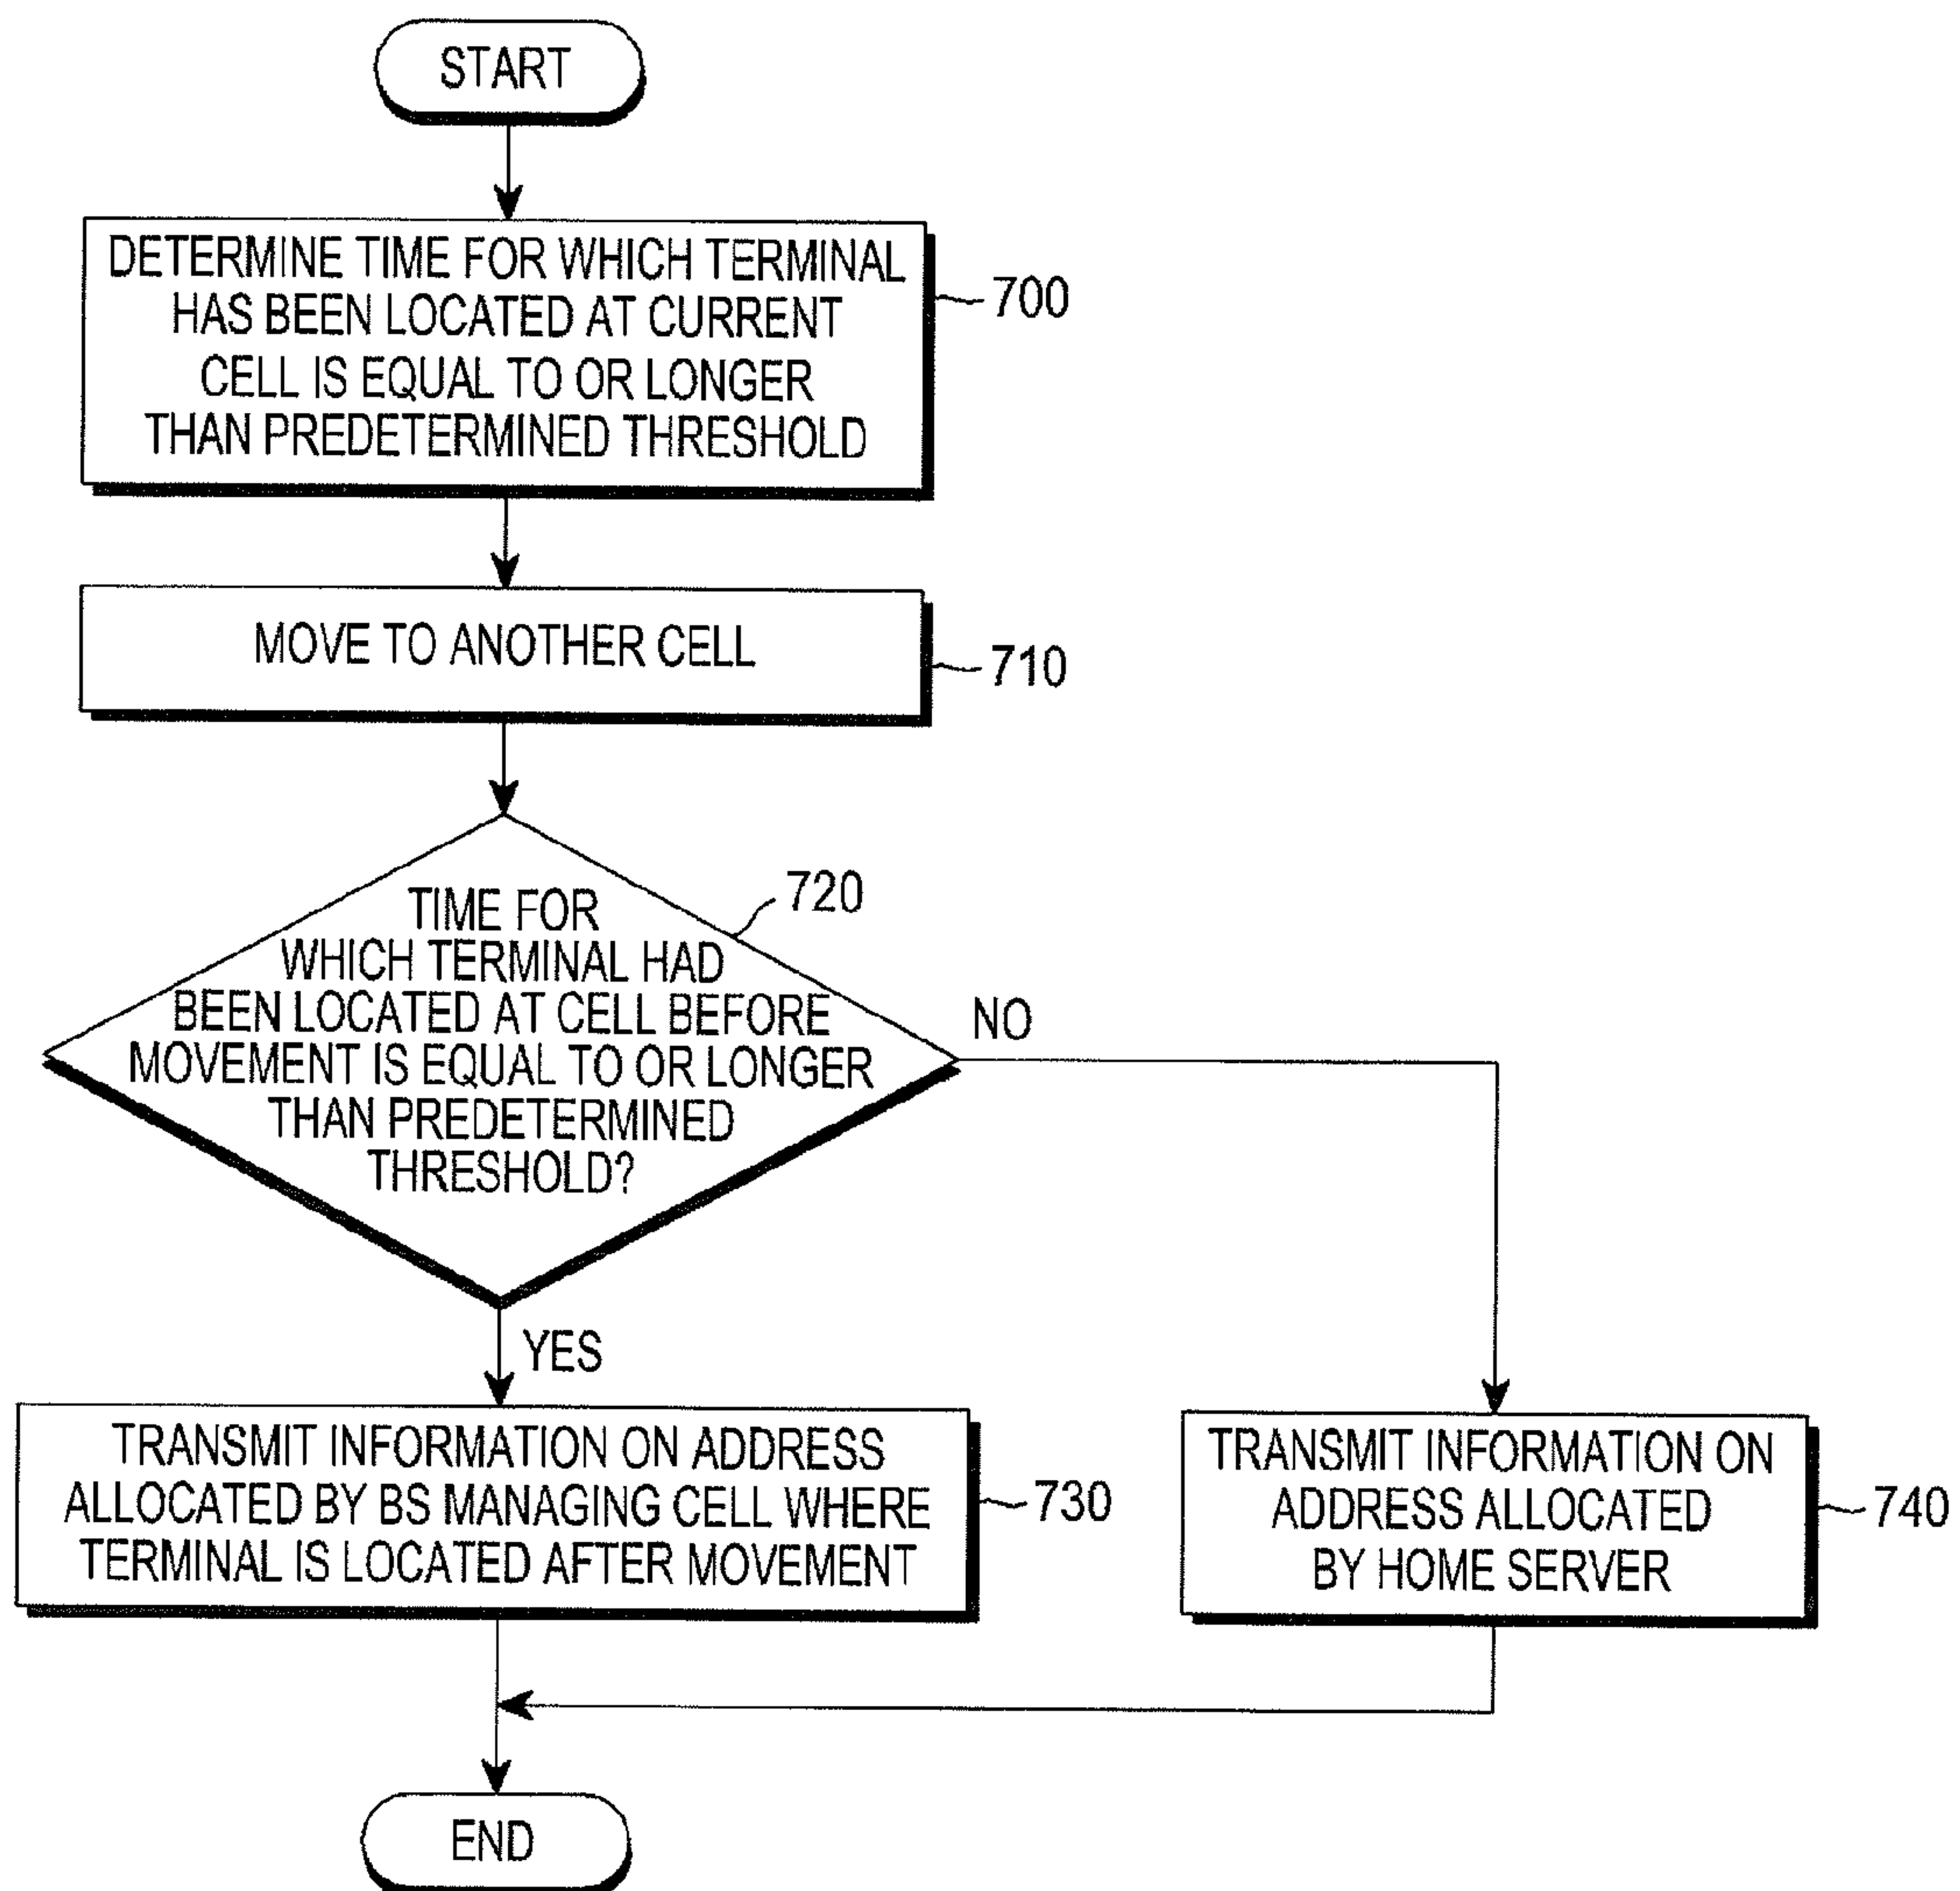 START
DETERMINE TIME FOR WHICH TERMINAL
HAS BEEN LOCATED AT CURRENT
CELL IS EQUAL TO OR LONGER
THAN PREDETERMINED THRESHOLD
700
MOVE TO ANOTHER CELL
710
TIME FOR
WHICH TERMINAL HAD
BEEN LOCATED AT CELL BEFORE
MOVEMENT IS EQUAL TO OR LONGER
THAN PREDETERMINED
THRESHOLD?
720
NO
YES
TRANSMIT INFORMATION ON ADDRESS
ALLOCATED BY BS MANAGING CELL WHERE
TERMINAL IS LOCATED AFTER MOVEMENT
730
TRANSMIT INFORMATION ON
ADDRESS ALLOCATED
BY HOME SERVER
740
END